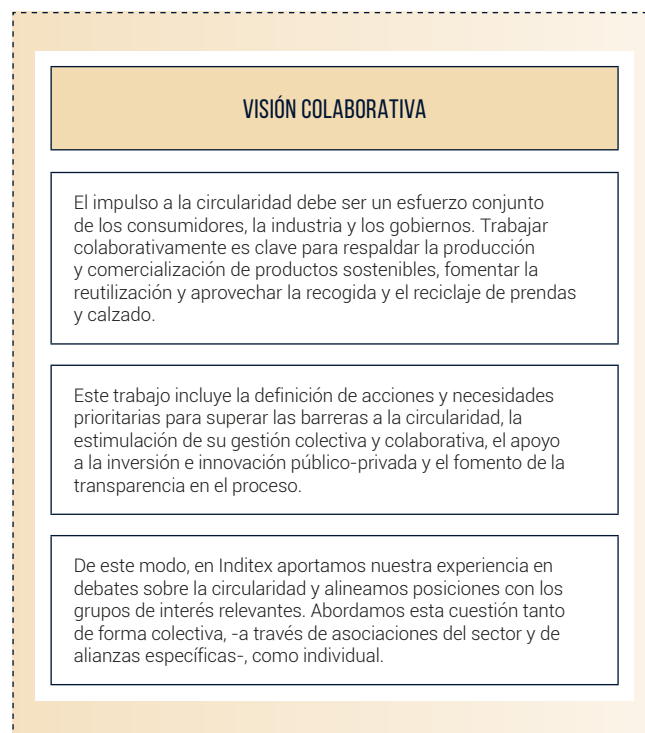 VISIÓN COLABORATIVA
El impulso a la circularidad debe ser un esfuerzo conjunto
de los consumidores, la industria y los gobiernos. Trabajar
colaborativamente es clave para respaldar la producción
y comercialización de productos sostenibles, fomentar la
reutilización y aprovechar la recogida y el reciclaje de prendas
y calzado.
Este trabajo incluye la definición de acciones y necesidades
prioritarias para superar las barreras a la circularidad, la
estimulación de su gestión colectiva y colaborativa, el apoyo
a la inversión e innovación público-privada y el fomento de la
transparencia en el proceso.
De este modo, en Inditex aportamos nuestra experiencia en
debates sobre la circularidad y alineamos posiciones con los
grupos de interés relevantes. Abordamos esta cuestión tanto
de forma colectiva, -a través de asociaciones del sector y de
alianzas específicas-, como individual.